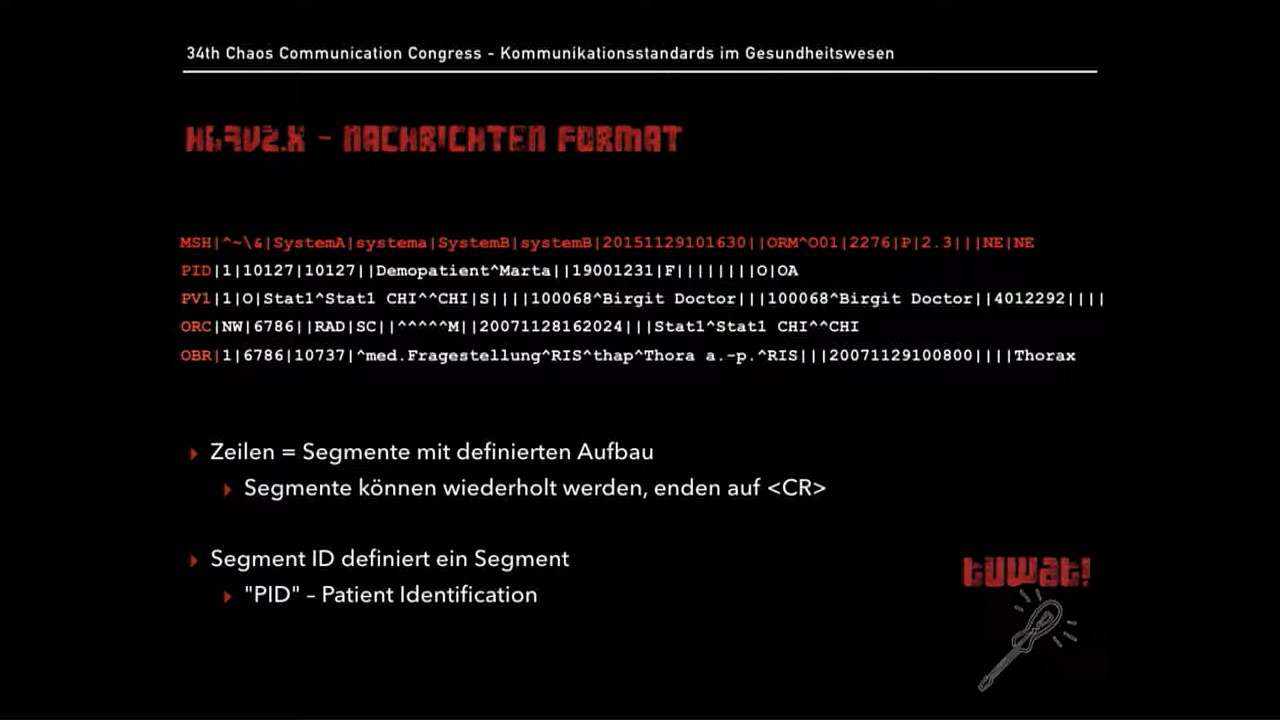 34th Chaos Communication Congress - Kommunikationsstandards im Gesundheitswesen
HL7V2.X - NACHRICHTEN FORMAT
MSH|^~\&|SystemA|systema|SystemB|systemB|20151129101630||ORM^O01|2276|P|2.3|||NE|NE
PID|1|10127|10127||Demopatient^Marta||19001231|F||||||||O|OA
PV1|1|O|Stat1^Stat1 CHI^^CHI|S||||100068^Birgit Doctor|||100068^Birgit Doctor||4012292||||
ORC|NW|6786||RAD|SC||^^^^^M||20071128162024|||Stat1^Stat1 CHI^^CHI
OBR|1|6786|10737|^med.Fragestellung^RIS^thap^Thora a.-p.^RIS|||20071129100800||||Thorax
Zeilen = Segmente mit definierten Aufbau
Segmente können wiederholt werden, enden auf <CR>
Segment ID definiert ein Segment
"PID" – Patient Identification
tuwat!